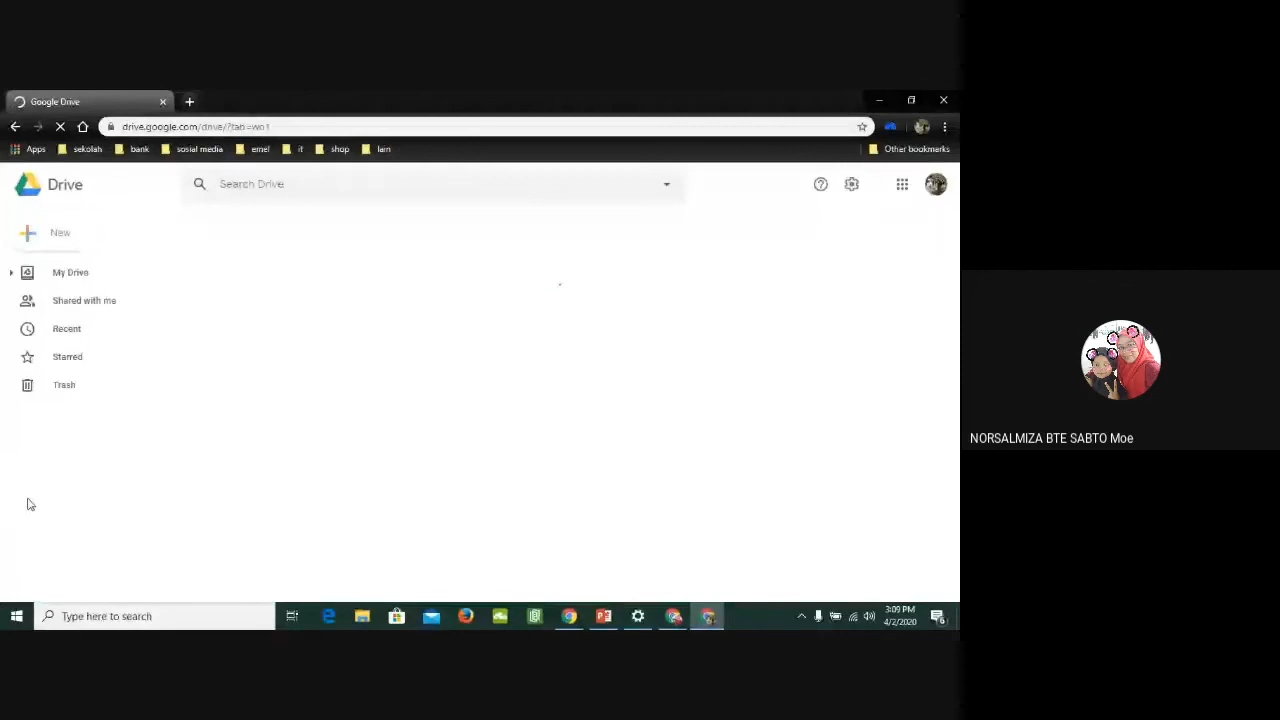 Google Drive
drive.google.com/drive/?tab=wo1
Apps sekolah bank sosial media emel it shop lain Other bookmarks
Drive
Search Drive
New
My Drive
Shared with me
Recent
Starred
Trash
NORSALMIZA BTE SABTO Moe
Type here to search
3:09 PM
4/2/2020